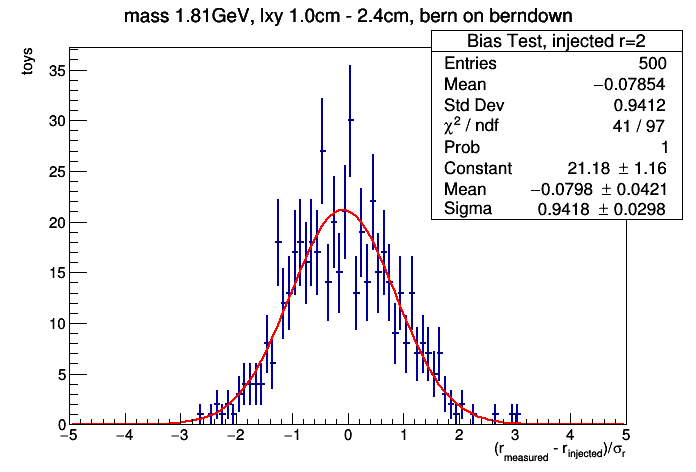 mass 1.81GeV, lxy 1.0cm - 2.4cm, bern on berndown
Bias Test, injected r=2
Entries 500
Mean −0.07854
Std Dev 0.9412
χ² / ndf 41 / 97
Prob 1
Constant 21.18 ± 1.16
Mean −0.0798 ± 0.0421
Sigma 0.9418 ± 0.0298
toys
35
30
25
20
15
10
5
0
−5 −4 −3 −2 −1 0 1 2 3 4 5
(r_measured - r_injected)/σ_r